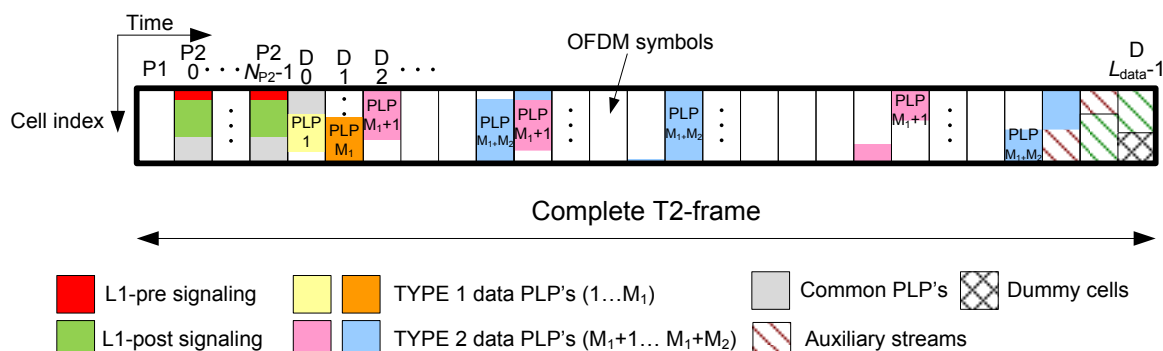 Time
OFDM symbols
P1
P2
0
P2
N_P2-1
D
0
D
1
D
2
D
L_data-1
Cell index
PLP
1
PLP
M₁
PLP
M₁+1
PLP
M₁+M₂
PLP
M₁+1
PLP
M₁+M₂
PLP
M₁+1
PLP
M₁+M₂
Complete T2-frame
L1-pre signaling
TYPE 1 data PLP's (1…M₁)
Common PLP's
Dummy cells
L1-post signaling
TYPE 2 data PLP's (M₁+1… M₁+M₂)
Auxiliary streams